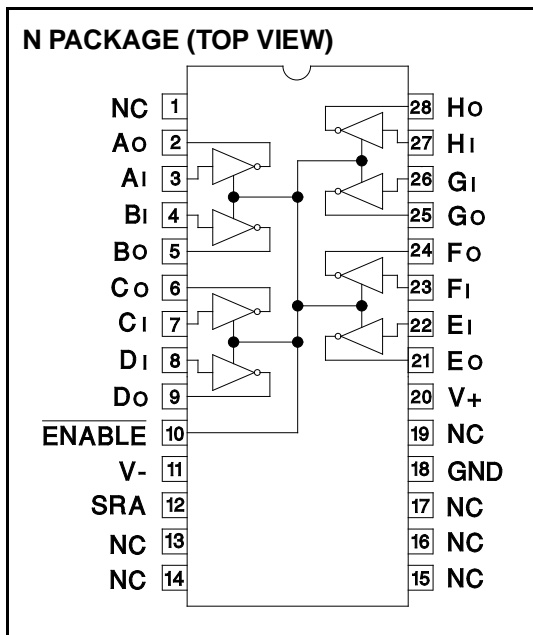 N PACKAGE (TOP VIEW)
NC 1
AO 2
AI 3
BI 4
BO 5
CO 6
CI 7
DI 8
DO 9
ENABLE 10
V- 11
SRA 12
NC 13
NC 14
28 HO
27 HI
26 GI
25 GO
24 FO
23 FI
22 EI
21 EO
20 V+
19 NC
18 GND
17 NC
16 NC
15 NC